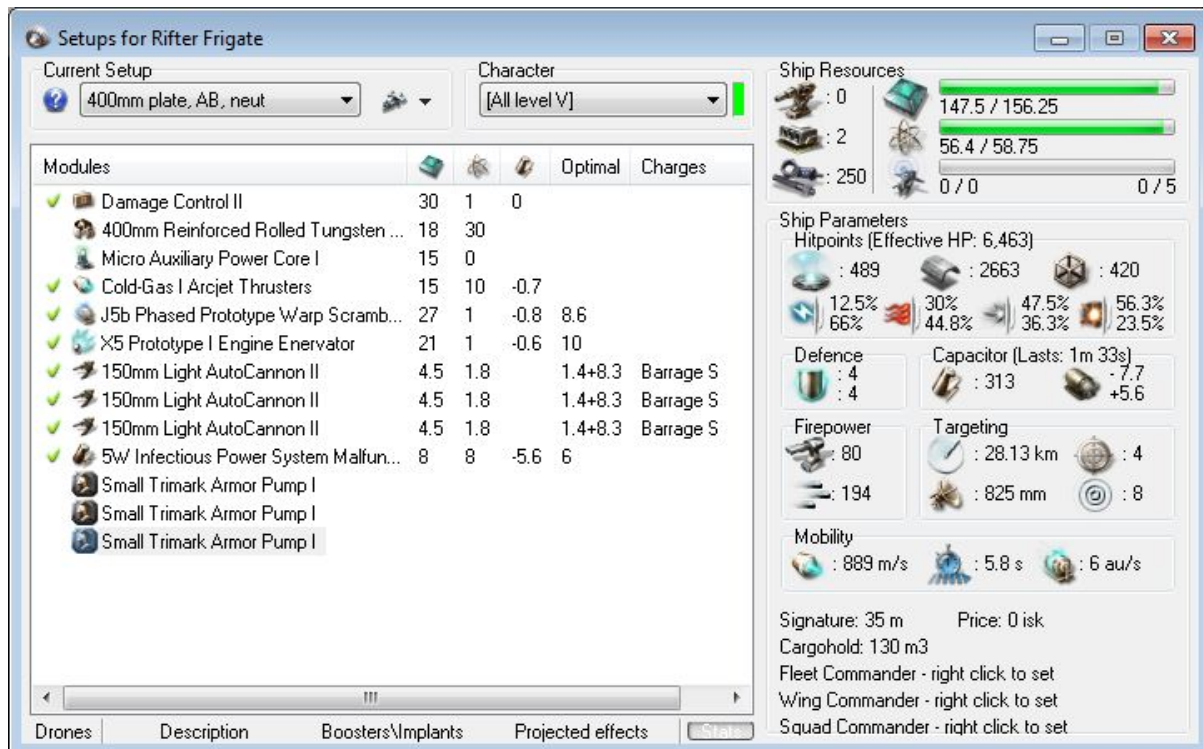 Setups for Rifter Frigate
Current Setup
400mm plate, AB, neut
Character
[All level V]
Modules Optimal Charges
Damage Control II 30 1 0
400mm Reinforced Rolled Tungsten ... 18 30
Micro Auxiliary Power Core I 15 0
Cold-Gas I Arcjet Thrusters 15 10 -0.7
J5b Phased Prototype Warp Scramb... 27 1 -0.8 8.6
X5 Prototype I Engine Enervator 21 1 -0.6 10
150mm Light AutoCannon II 4.5 1.8 1.4+8.3 Barrage S
150mm Light AutoCannon II 4.5 1.8 1.4+8.3 Barrage S
150mm Light AutoCannon II 4.5 1.8 1.4+8.3 Barrage S
5W Infectious Power System Malfun... 8 8 -5.6 6
Small Trimark Armor Pump I
Small Trimark Armor Pump I
Small Trimark Armor Pump I
Drones Description Boosters\Implants Projected effects Stats
Ship Resources
: 0 147.5 / 156.25
: 2 56.4 / 58.75
: 250 0 / 0 0 / 5
Ship Parameters
Hitpoints (Effective HP: 6,463)
: 489 : 2663 : 420
12.5% 30% 47.5% 56.3%
66% 44.8% 36.3% 23.5%
Defence
: 4
: 4
Capacitor (Lasts: 1m 33s)
: 313 - 7.7
+5.6
Firepower
: 80
: 194
Targeting
: 28.13 km : 4
: 825 mm : 8
Mobility
: 889 m/s : 5.8 s : 6 au/s
Signature: 35 m Price: 0 isk
Cargohold: 130 m3
Fleet Commander - right click to set
Wing Commander - right click to set
Squad Commander - right click to set